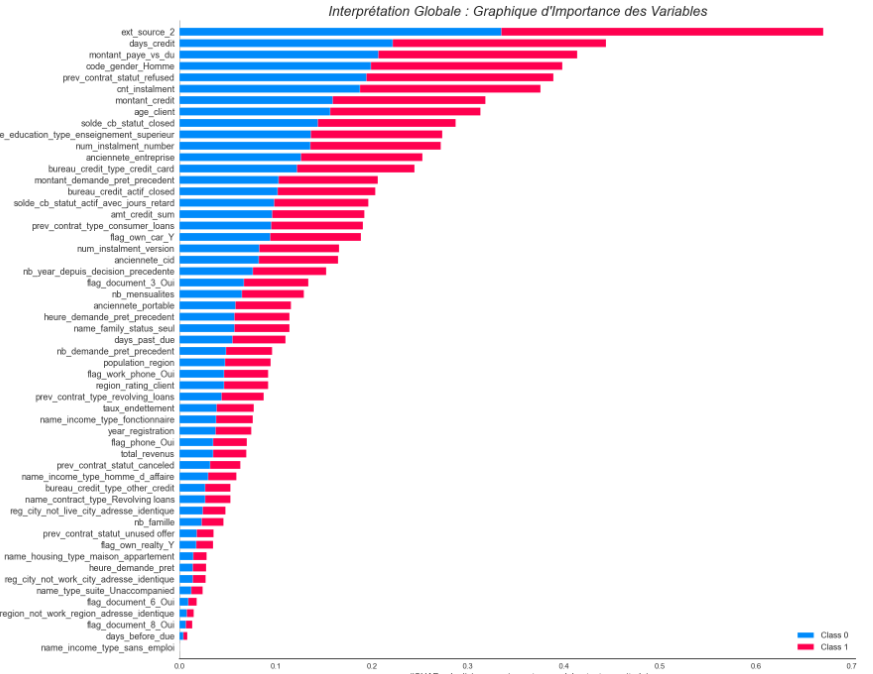 Interprétation Globale : Graphique d'Importance des Variables
ext_source_2
days_credit
montant_paye_vs_du
code_gender_Homme
prev_contrat_statut_refused
cnt_instalment
montant_credit
age_client
solde_cb_statut_closed
e_education_type_enseignement_superieur
num_instalment_number
anciennete_entreprise
bureau_credit_type_credit_card
montant_demande_pret_precedent
bureau_credit_actif_closed
solde_cb_statut_actif_avec_jours_retard
amt_credit_sum
prev_contrat_type_consumer_loans
flag_own_car_Y
num_instalment_version
anciennete_cid
nb_year_depuis_decision_precedente
flag_document_3_Oui
nb_mensualites
anciennete_portable
heure_demande_pret_precedent
name_family_status_seul
days_past_due
nb_demande_pret_precedent
population_region
flag_work_phone_Oui
region_rating_client
prev_contrat_type_revolving_loans
taux_endettement
name_income_type_fonctionnaire
year_registration
flag_phone_Oui
total_revenus
prev_contrat_statut_canceled
name_income_type_homme_d_affaire
bureau_credit_type_other_credit
name_contract_type_Revolving loans
reg_city_not_live_city_adresse_identique
nb_famille
prev_contrat_statut_unused offer
flag_own_realty_Y
name_housing_type_maison_appartement
heure_demande_pret
reg_city_not_work_city_adresse_identique
name_type_suite_Unaccompanied
flag_document_6_Oui
region_not_work_region_adresse_identique
flag_document_8_Oui
days_before_due
name_income_type_sans_emploi
Class 0
Class 1
0.0 0.1 0.2 0.3 0.4 0.5 0.6 0.7